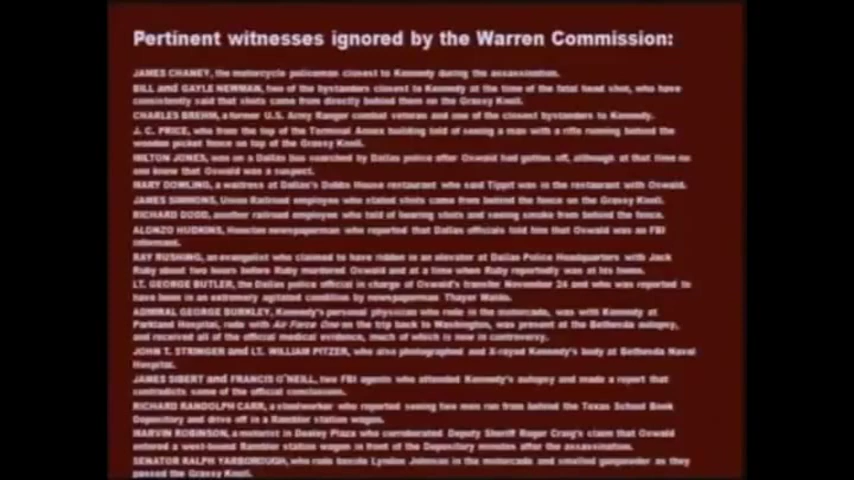 Pertinent witnesses ignored by the Warren Commission:
JAMES CHANEY, the motorcycle policeman closest to Kennedy during the assassination.
BILL and GAYLE NEWMAN, two of the bystanders closest to Kennedy at the time of the fatal head shot, who have
consistently said that shots came from directly behind them on the Grassy Knoll.
CHARLES BREHM, a former U.S. Army Ranger combat veteran and one of the closest bystanders to Kennedy.
J. C. PRICE, who from the top of the Terminal Annex building told of seeing a man with a rifle running behind the
wooden picket fence on top of the Grassy Knoll.
MILTON JONES, was on a Dallas bus searched by Dallas police after Oswald had gotten off, although at that time no
one knew that Oswald was a suspect.
MARY DOWLING, a waitress at Dallas's Dobbs House restaurant who said Tippit was in the restaurant with Oswald.
JAMES SIMMONS, Union Railroad employee who stated shots came from behind the fence on the Grassy Knoll.
RICHARD DODD, another railroad employee who told of hearing shots and seeing smoke from behind the fence.
ALONZO HUDKINS, Houston newspaperman who reported that Dallas officials told him that Oswald was an FBI
informant.
RAY RUSHING, an evangelist who claimed to have ridden in an elevator at Dallas Police Headquarters with Jack
Ruby about two hours before Ruby murdered Oswald and at a time when Ruby reportedly was at his home.
LT. GEORGE BUTLER, the Dallas police official in charge of Oswald's transfer November 24 and who was reported to
have been in an extremely agitated condition by newspaperman Thayer Waldo.
ADMIRAL GEORGE BURKLEY, Kennedy's personal physician who rode in the motorcade, was with Kennedy at
Parkland Hospital, rode with Air Force One on the trip back to Washington, was present at the Bethesda autopsy,
and received all of the official medical evidence, much of which is now in controversy.
JOHN T. STRINGER and LT. WILLIAM PITZER, who also photographed and X-rayed Kennedy's body at Bethesda Naval
Hospital.
JAMES SIBERT and FRANCIS O'NEILL, two FBI agents who attended Kennedy's autopsy and made a report that
contradicts some of the official conclusions.
RICHARD RANDOLPH CARR, a steelworker who reported seeing two men run from behind the Texas School Book
Depository and drive off in a Rambler station wagon.
MARVIN ROBINSON, a motorist in Dealey Plaza who corroborated Deputy Sheriff Roger Craig's claim that Oswald
entered a west-bound Rambler station wagon in front of the Depository minutes after the assassination.
SENATOR RALPH YARBOROUGH, who rode beside Lyndon Johnson in the motorcade and smelled gunpowder as they
passed the Grassy Knoll.